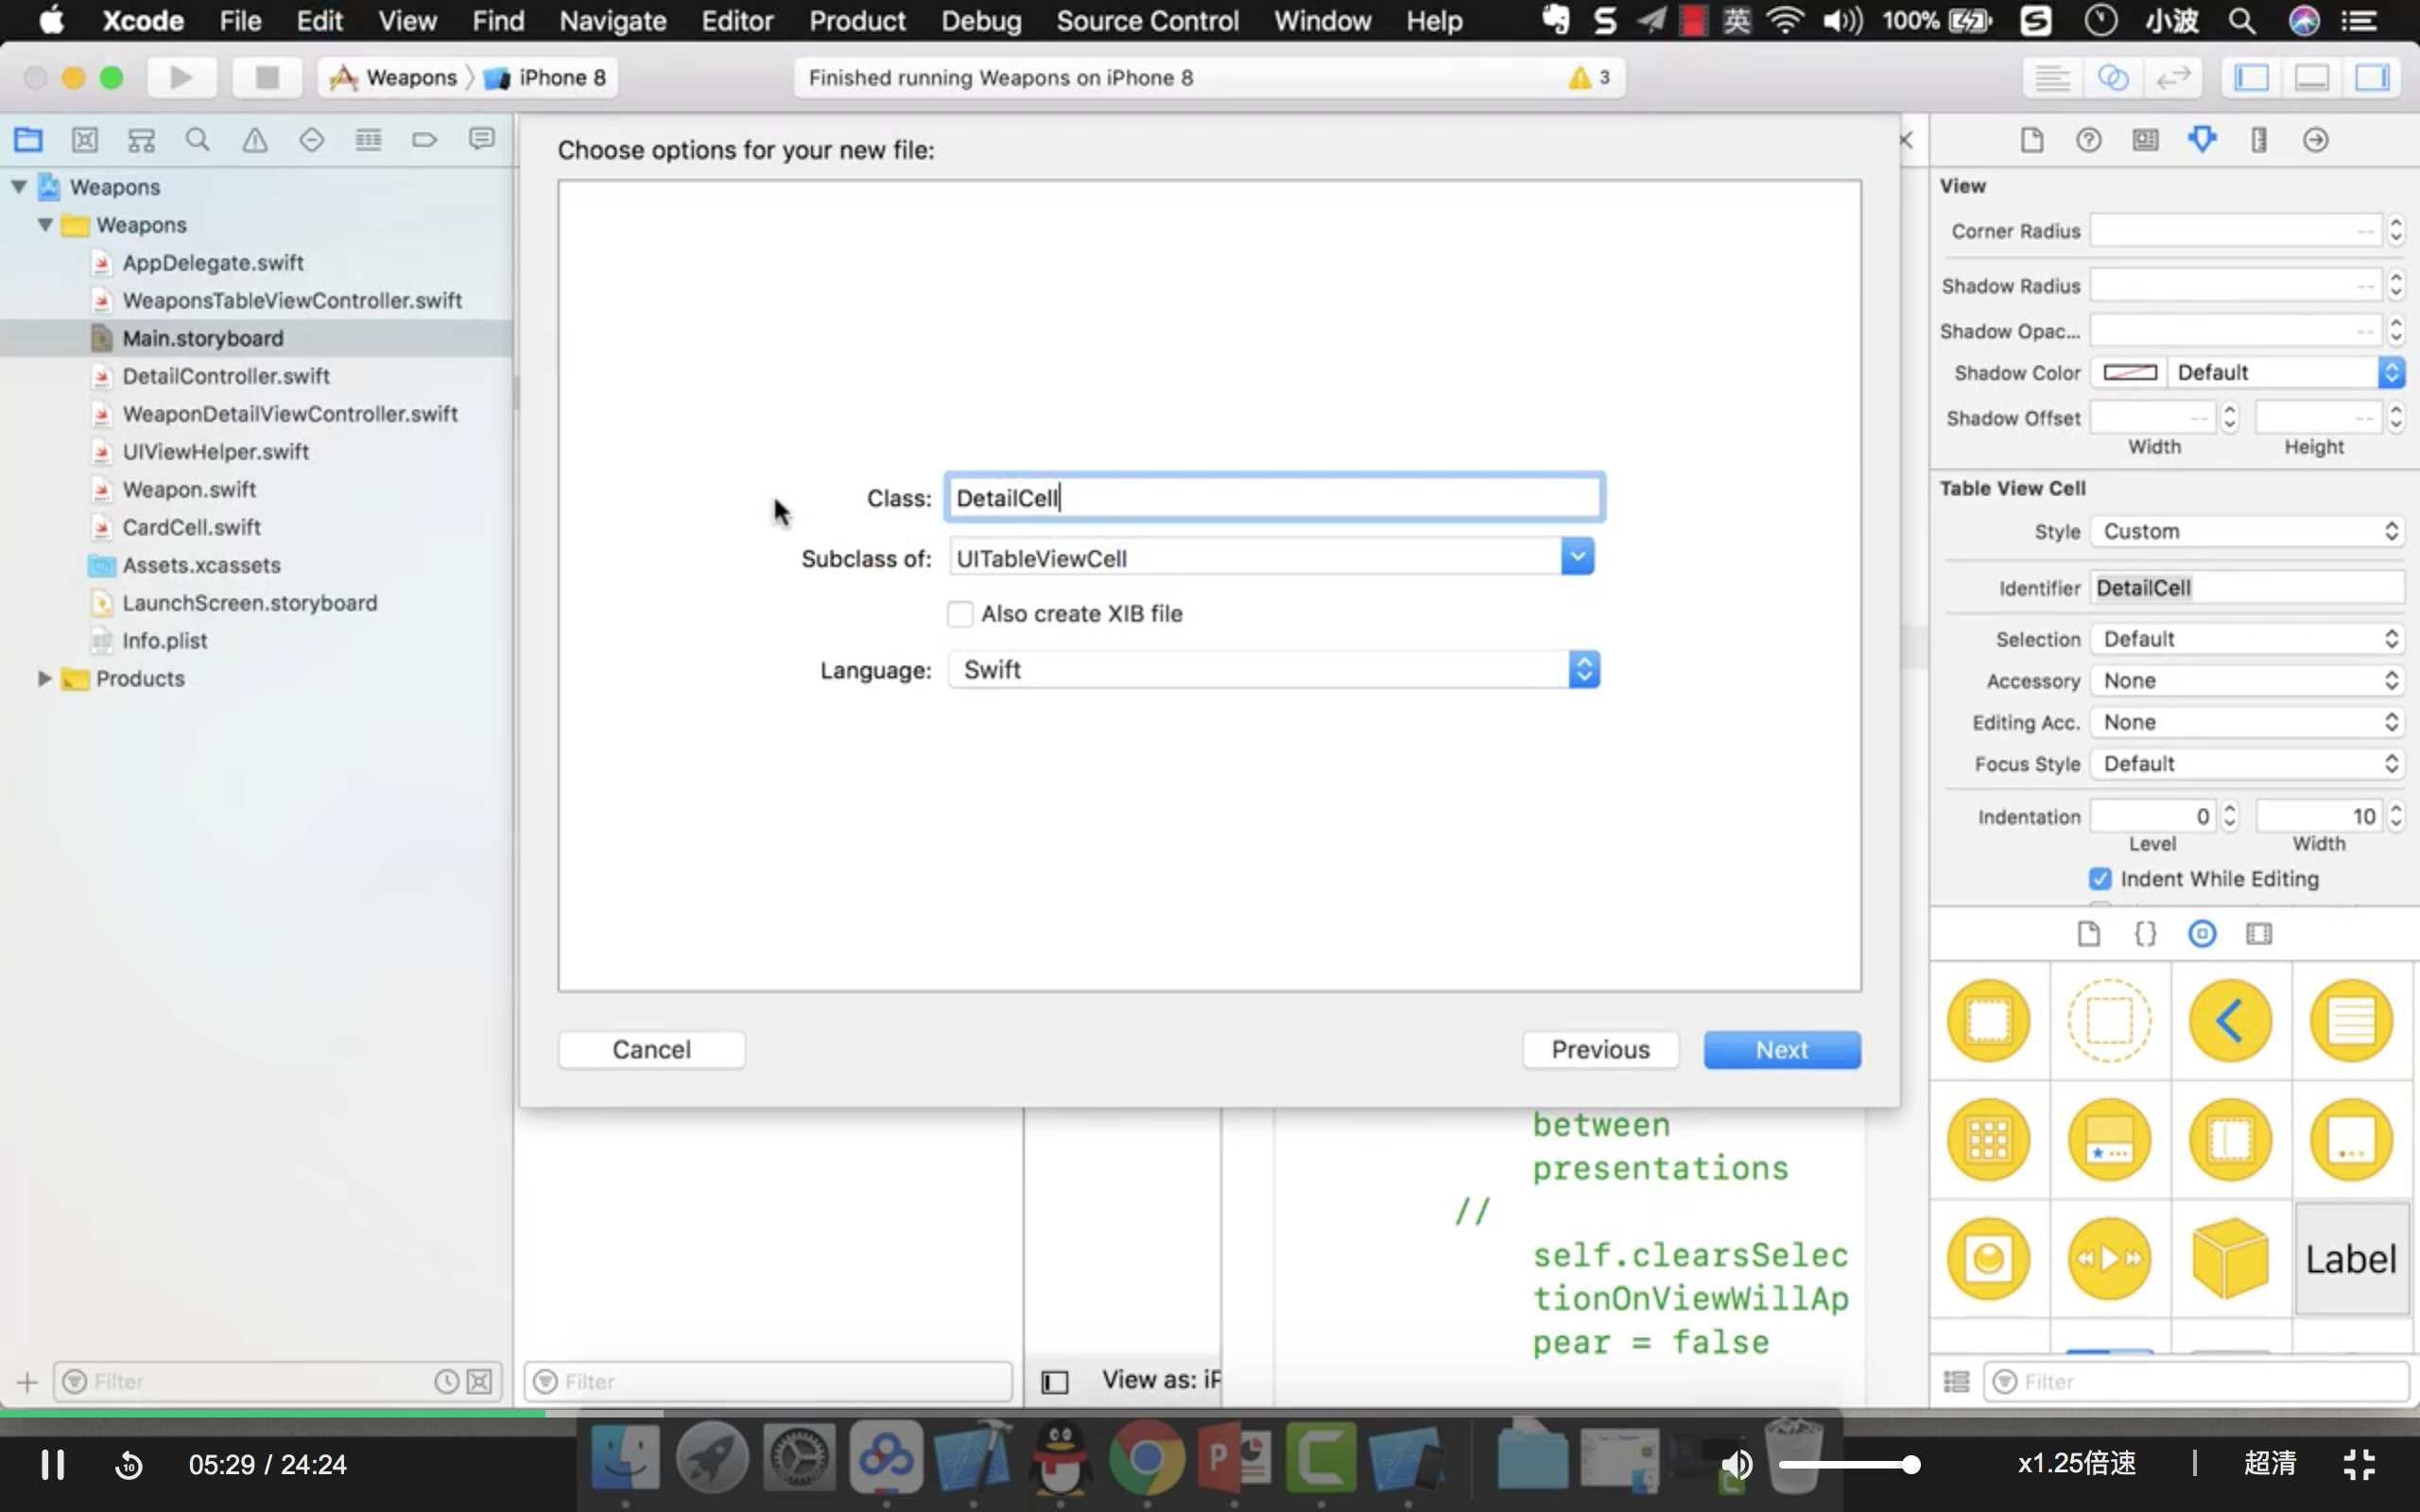 Xcode File Edit View Find Navigate Editor Product Debug Source Control Window Help 英 100% 小波
Weapons iPhone 8 Finished running Weapons on iPhone 8 3
Choose options for your new file:
Weapons
Weapons
AppDelegate.swift
WeaponsTableViewController.swift
Main.storyboard
DetailController.swift
WeaponDetailViewController.swift
UIViewHelper.swift
Weapon.swift
CardCell.swift
Assets.xcassets
LaunchScreen.storyboard
Info.plist
Products
Class: DetailCell
Subclass of: UITableViewCell
Also create XIB file
Language: Swift
Cancel Previous Next
between
presentations
//
self.clearsSelec
tionOnViewWillAp
pear = false
View
Corner Radius --
Shadow Radius --
Shadow Opac... --
Shadow Color Default
Shadow Offset -- --
Width Height
Table View Cell
Style Custom
Identifier DetailCell
Selection Default
Accessory None
Editing Acc. None
Focus Style Default
Indentation 0 10
Level Width
Indent While Editing
{}
Label
Filter Filter View as: iP Filter
10 05:29 / 24:24 x1.25倍速 | 超清